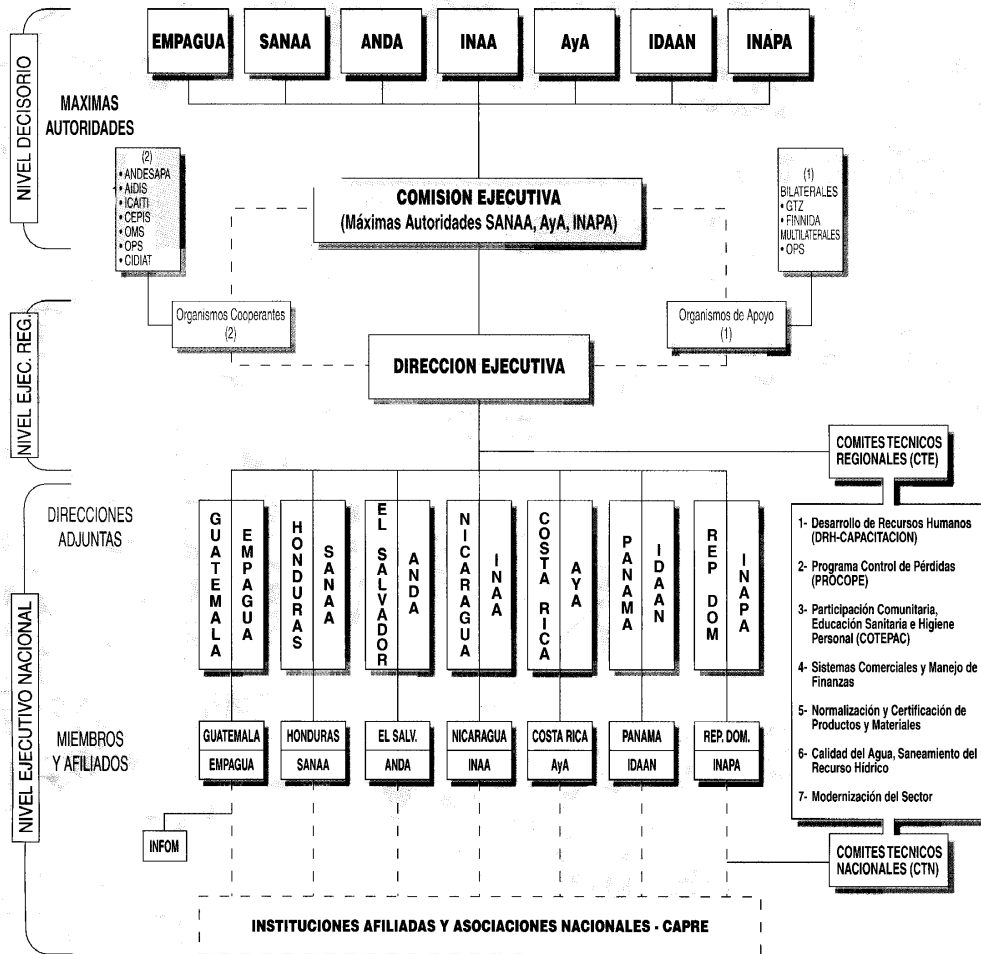 NIVEL DECISORIO
MAXIMAS
AUTORIDADES
EMPAGUA
SANAA
ANDA
INAA
AyA
IDAAN
INAPA
(2)
• ANDESAPA
• AIDIS
• ICAITI
• CEPIS
• OMS
• OPS
• CIDIAT
COMISION EJECUTIVA
(Máximas Autoridades SANAA, AyA, INAPA)
(1)
BILATERALES
• GTZ
• FINNIDA
MULTILATERALES
• OPS
NIVEL EJEC. REG.
Organismos Cooperantes
(2)
Organismos de Apoyo
(1)
DIRECCION EJECUTIVA
COMITES TECNICOS
REGIONALES (CTE)
NIVEL EJECUTIVO NACIONAL
DIRECCIONES
ADJUNTAS
GUATEMALA
EMPAGUA
HONDURAS
SANAA
EL SALVADOR
ANDA
NICARAGUA
INAA
COSTA RICA
AYA
PANAMA
IDAAN
REP DOM
INAPA
1- Desarrollo de Recursos Humanos
(DRH-CAPACITACION)
2- Programa Control de Pérdidas
(PROCOPE)
3- Participación Comunitaria,
Educación Sanitaria e Higiene
Personal (COTEPAC)
4- Sistemas Comerciales y Manejo de
Finanzas
5- Normalización y Certificación de
Productos y Materiales
6- Calidad del Agua, Saneamiento del
Recurso Hídrico
7- Modernización del Sector
MIEMBROS
Y AFILIADOS
GUATEMALA
EMPAGUA
HONDURAS
SANAA
EL SALV.
ANDA
NICARAGUA
INAA
COSTA RICA
AyA
PANAMA
IDAAN
REP. DOM.
INAPA
INFOM
COMITES TECNICOS
NACIONALES (CTN)
INSTITUCIONES AFILIADAS Y ASOCIACIONES NACIONALES - CAPRE